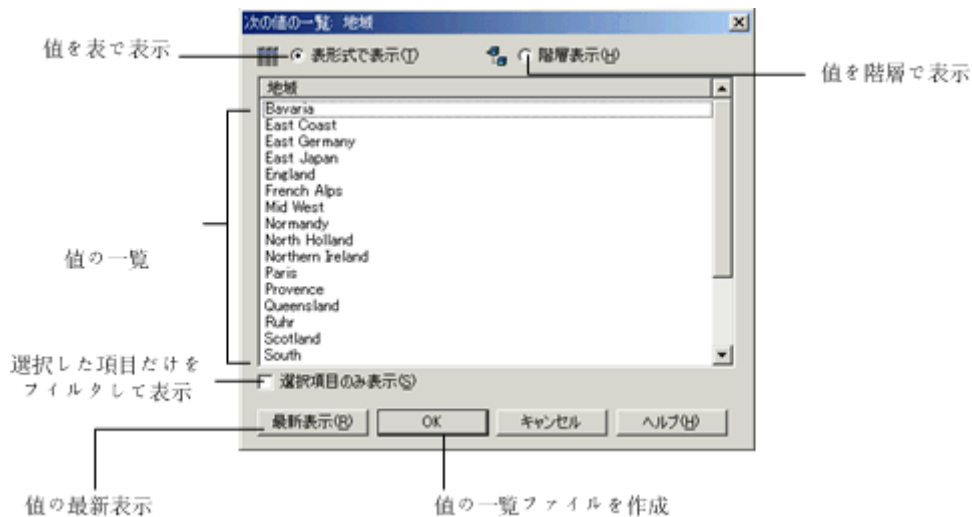 次の値の一覧: 地域
値を表で表示
表形式で表示(T)
階層表示(H)
値を階層で表示
地域
Bavaria
East Coast
East Germany
East Japan
England
French Alps
Mid West
Normandy
North Holland
Northern Ireland
Paris
Provence
Queensland
Ruhr
Scotland
South
値の一覧
選択した項目だけを
フィルタして表示
選択項目のみ表示(S)
最新表示(R)
OK
キャンセル
ヘルプ(H)
値の最新表示
値の一覧ファイルを作成